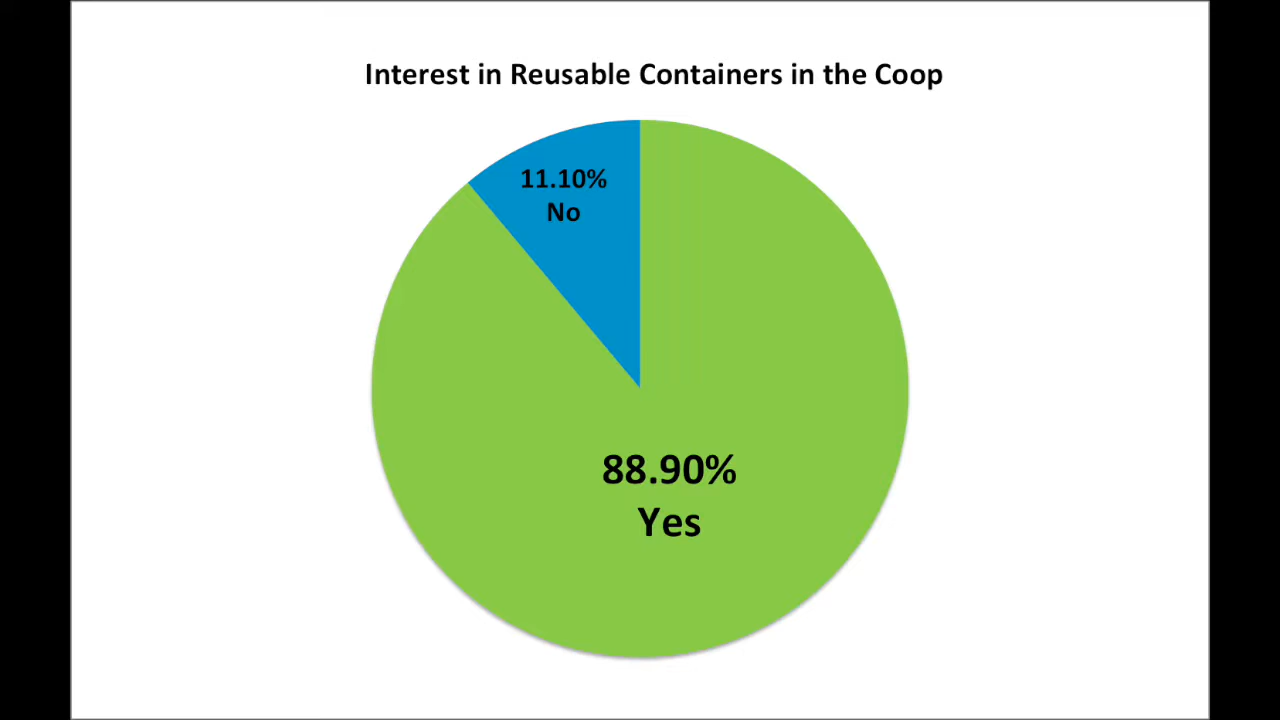 Interest in Reusable Containers in the Coop
11.10%
No
88.90%
Yes